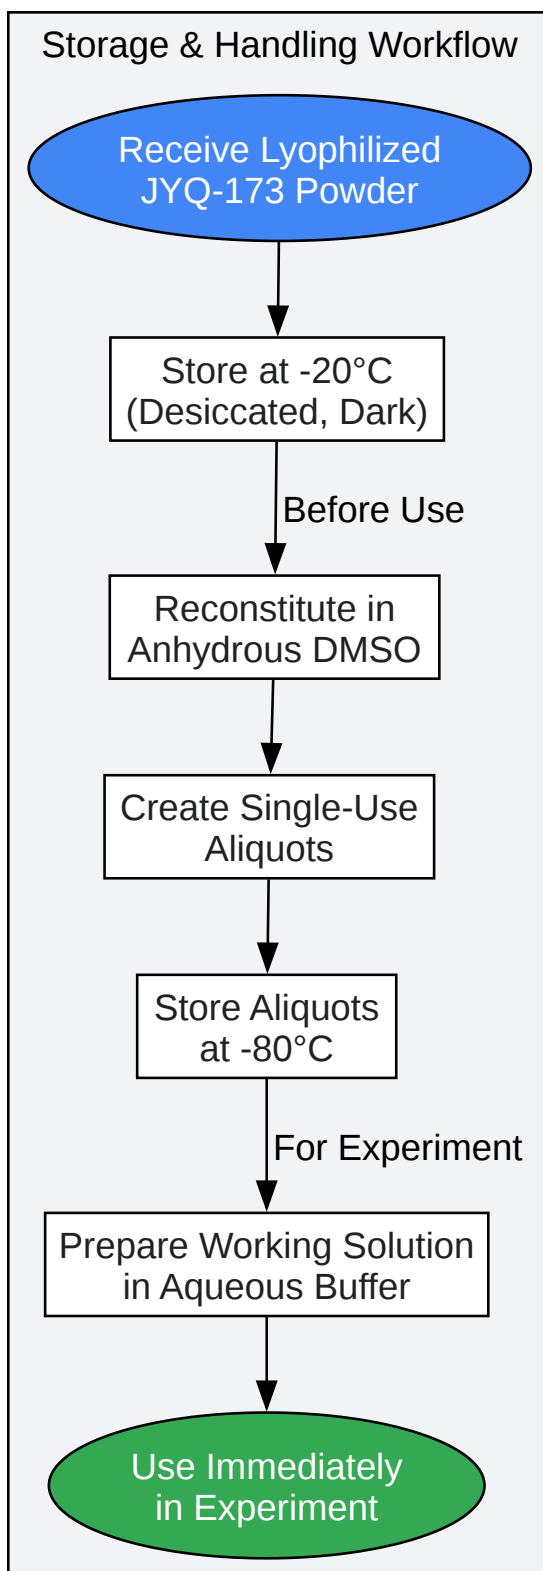 Storage & Handling Workflow
Receive Lyophilized
JYQ-173 Powder
Store at -20°C
(Desiccated, Dark)
Before Use
Reconstitute in
Anhydrous DMSO
Create Single-Use
Aliquots
Store Aliquots
at -80°C
For Experiment
Prepare Working Solution
in Aqueous Buffer
Use Immediately
in Experiment